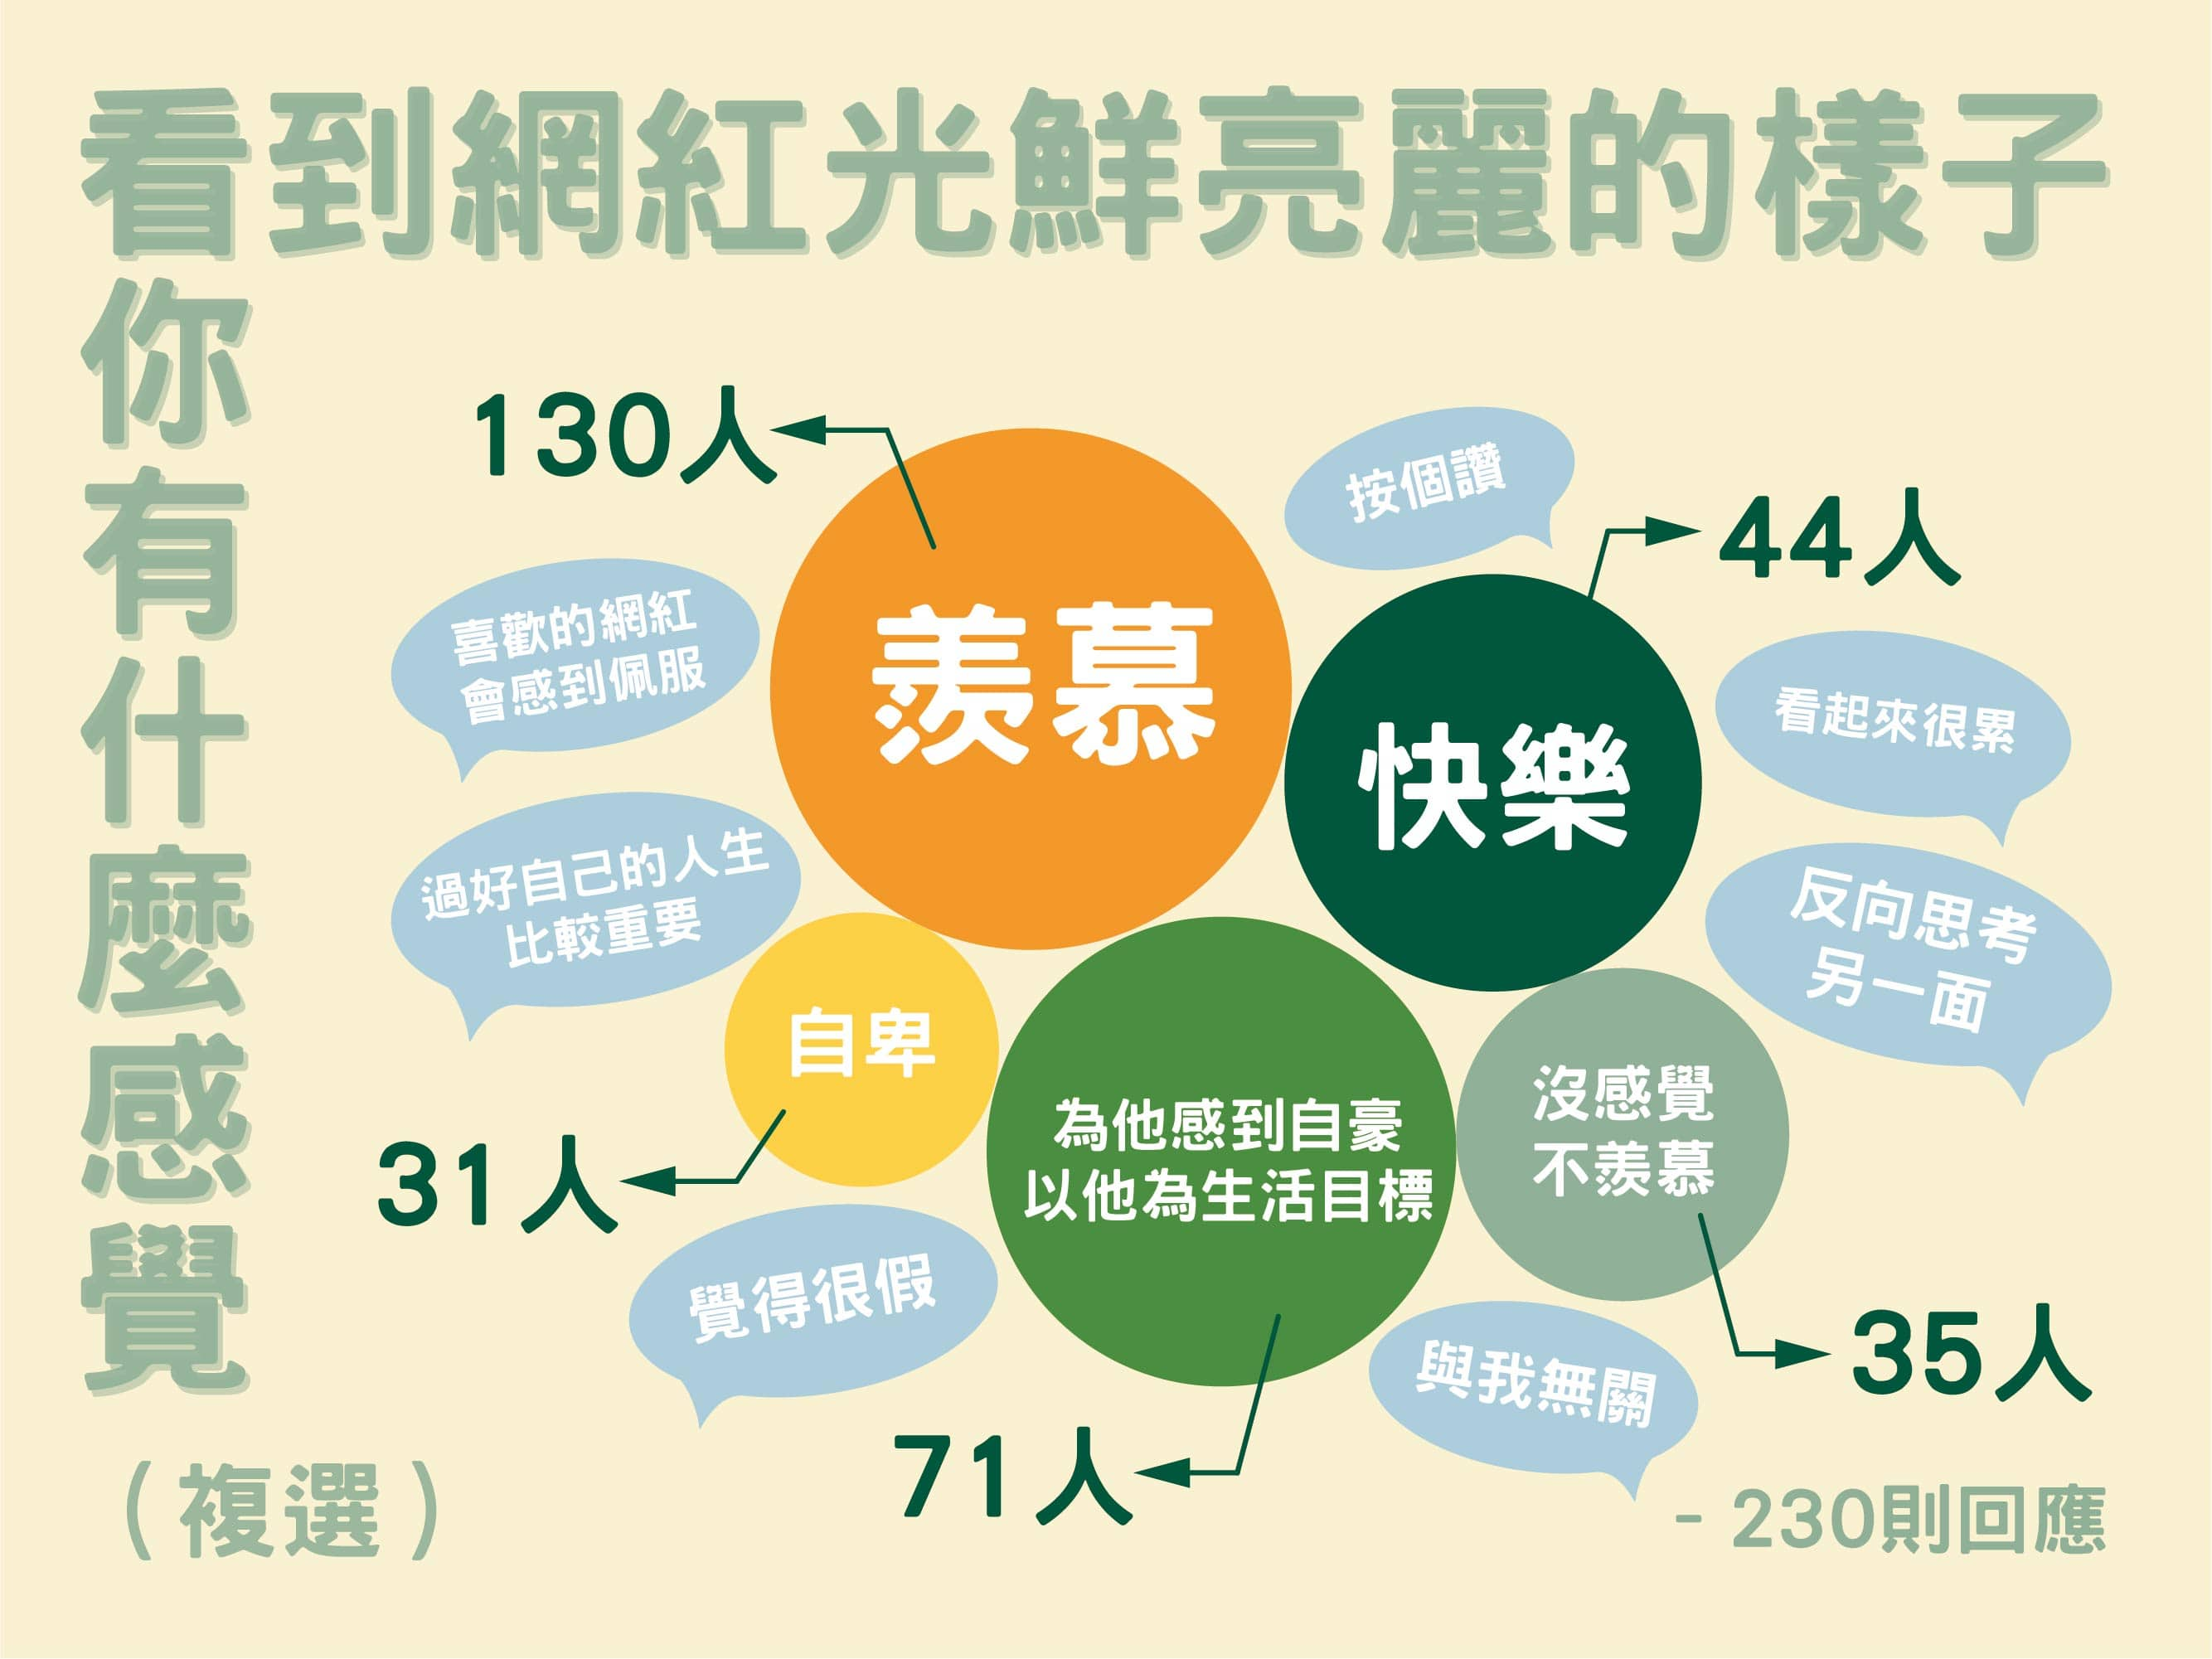 看到網紅光鮮亮麗的樣子
你有什麼感覺
（複選）
130人
羨慕
按個讚
44人
快樂
喜歡的網紅
會感到佩服
看起來很累
過好自己的人生
比較重要
反向思考
另一面
自卑
31人
為他感到自豪
以他為生活目標
沒感覺
不羨慕
覺得很假
與我無關
35人
71人
- 230則回應